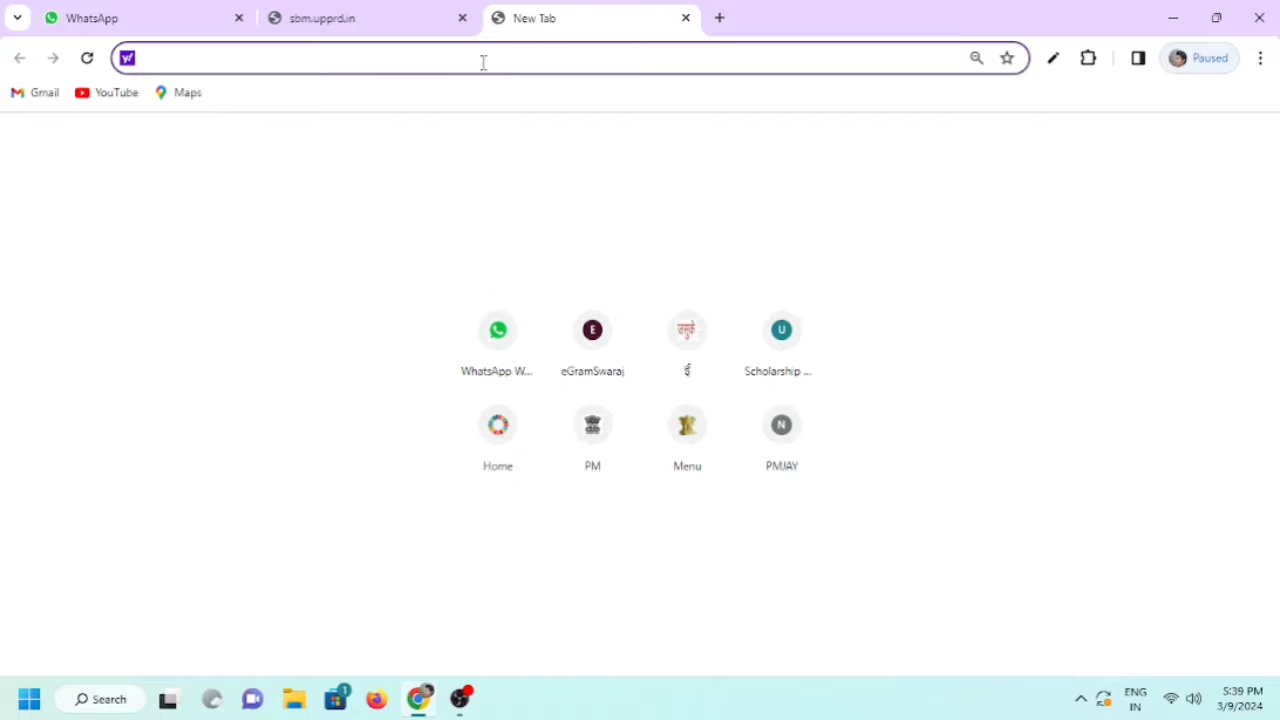 WhatsApp
sbm.upprd.in
New Tab
Paused
Gmail
YouTube
Maps
WhatsApp W...
E
eGramSwaraj
U
Scholarship ...
Home
PM
Menu
N
PMJAY
Search
1
ENG
IN
5:39 PM
3/9/2024